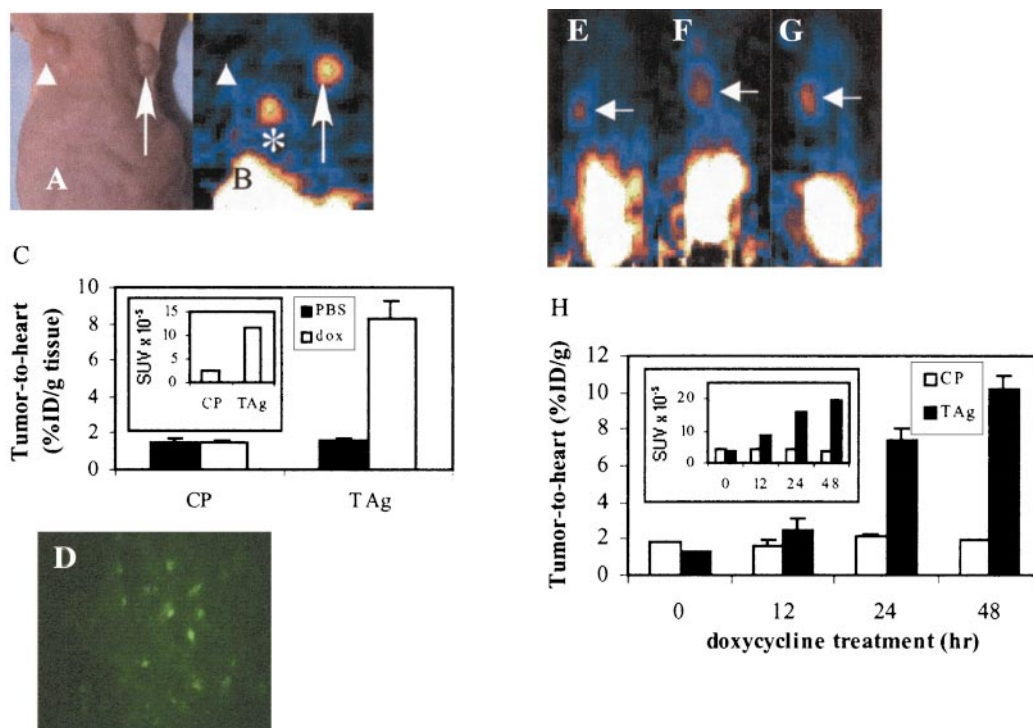 A
B
*
E
F
G
C
Tumor-to-heart
(%ID/g tissue)
10
8
6
4
2
0
SUV x 10⁻⁵
15
10
5
0
CP
TAg
PBS
dox
CP
TAg
D
H
Tumor-to-heart (%ID/g)
12
10
8
6
4
2
0
SUV x 10⁻⁵
20
10
0
0
12
24
48
CP
TAg
0
12
24
48
doxycycline treatment (hr)